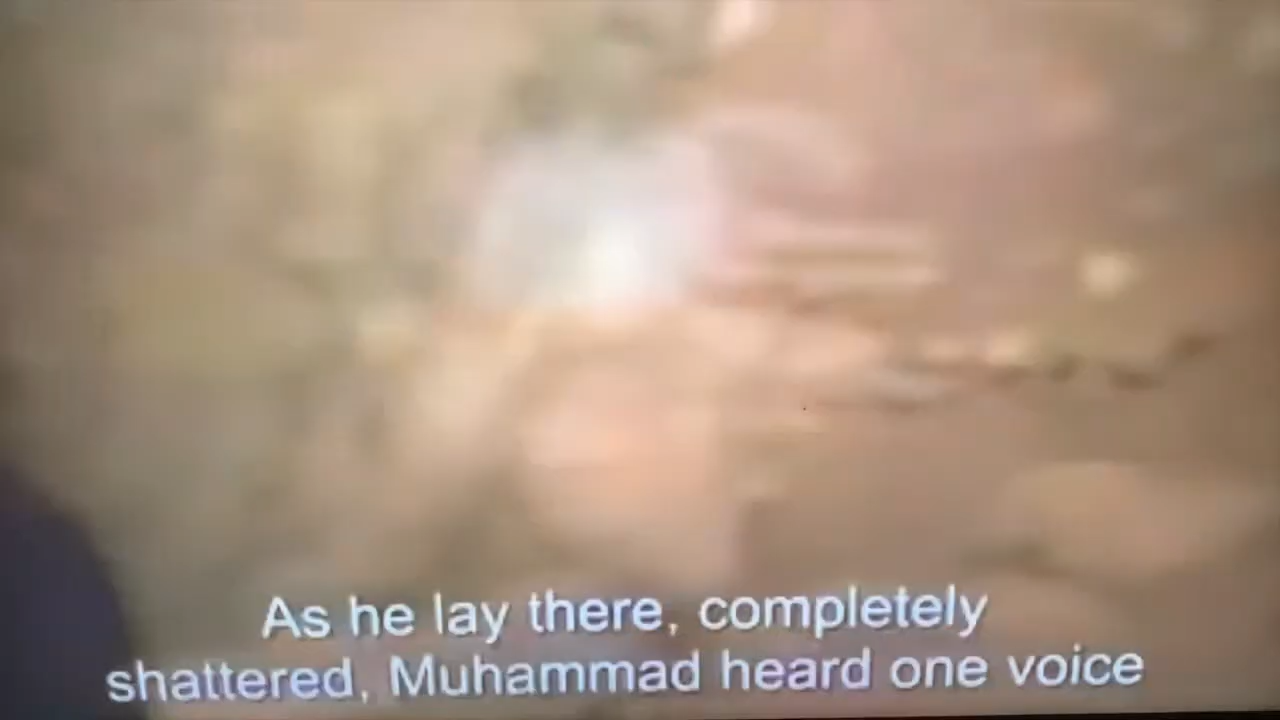 As he lay there, completely
shattered, Muhammad heard one voice